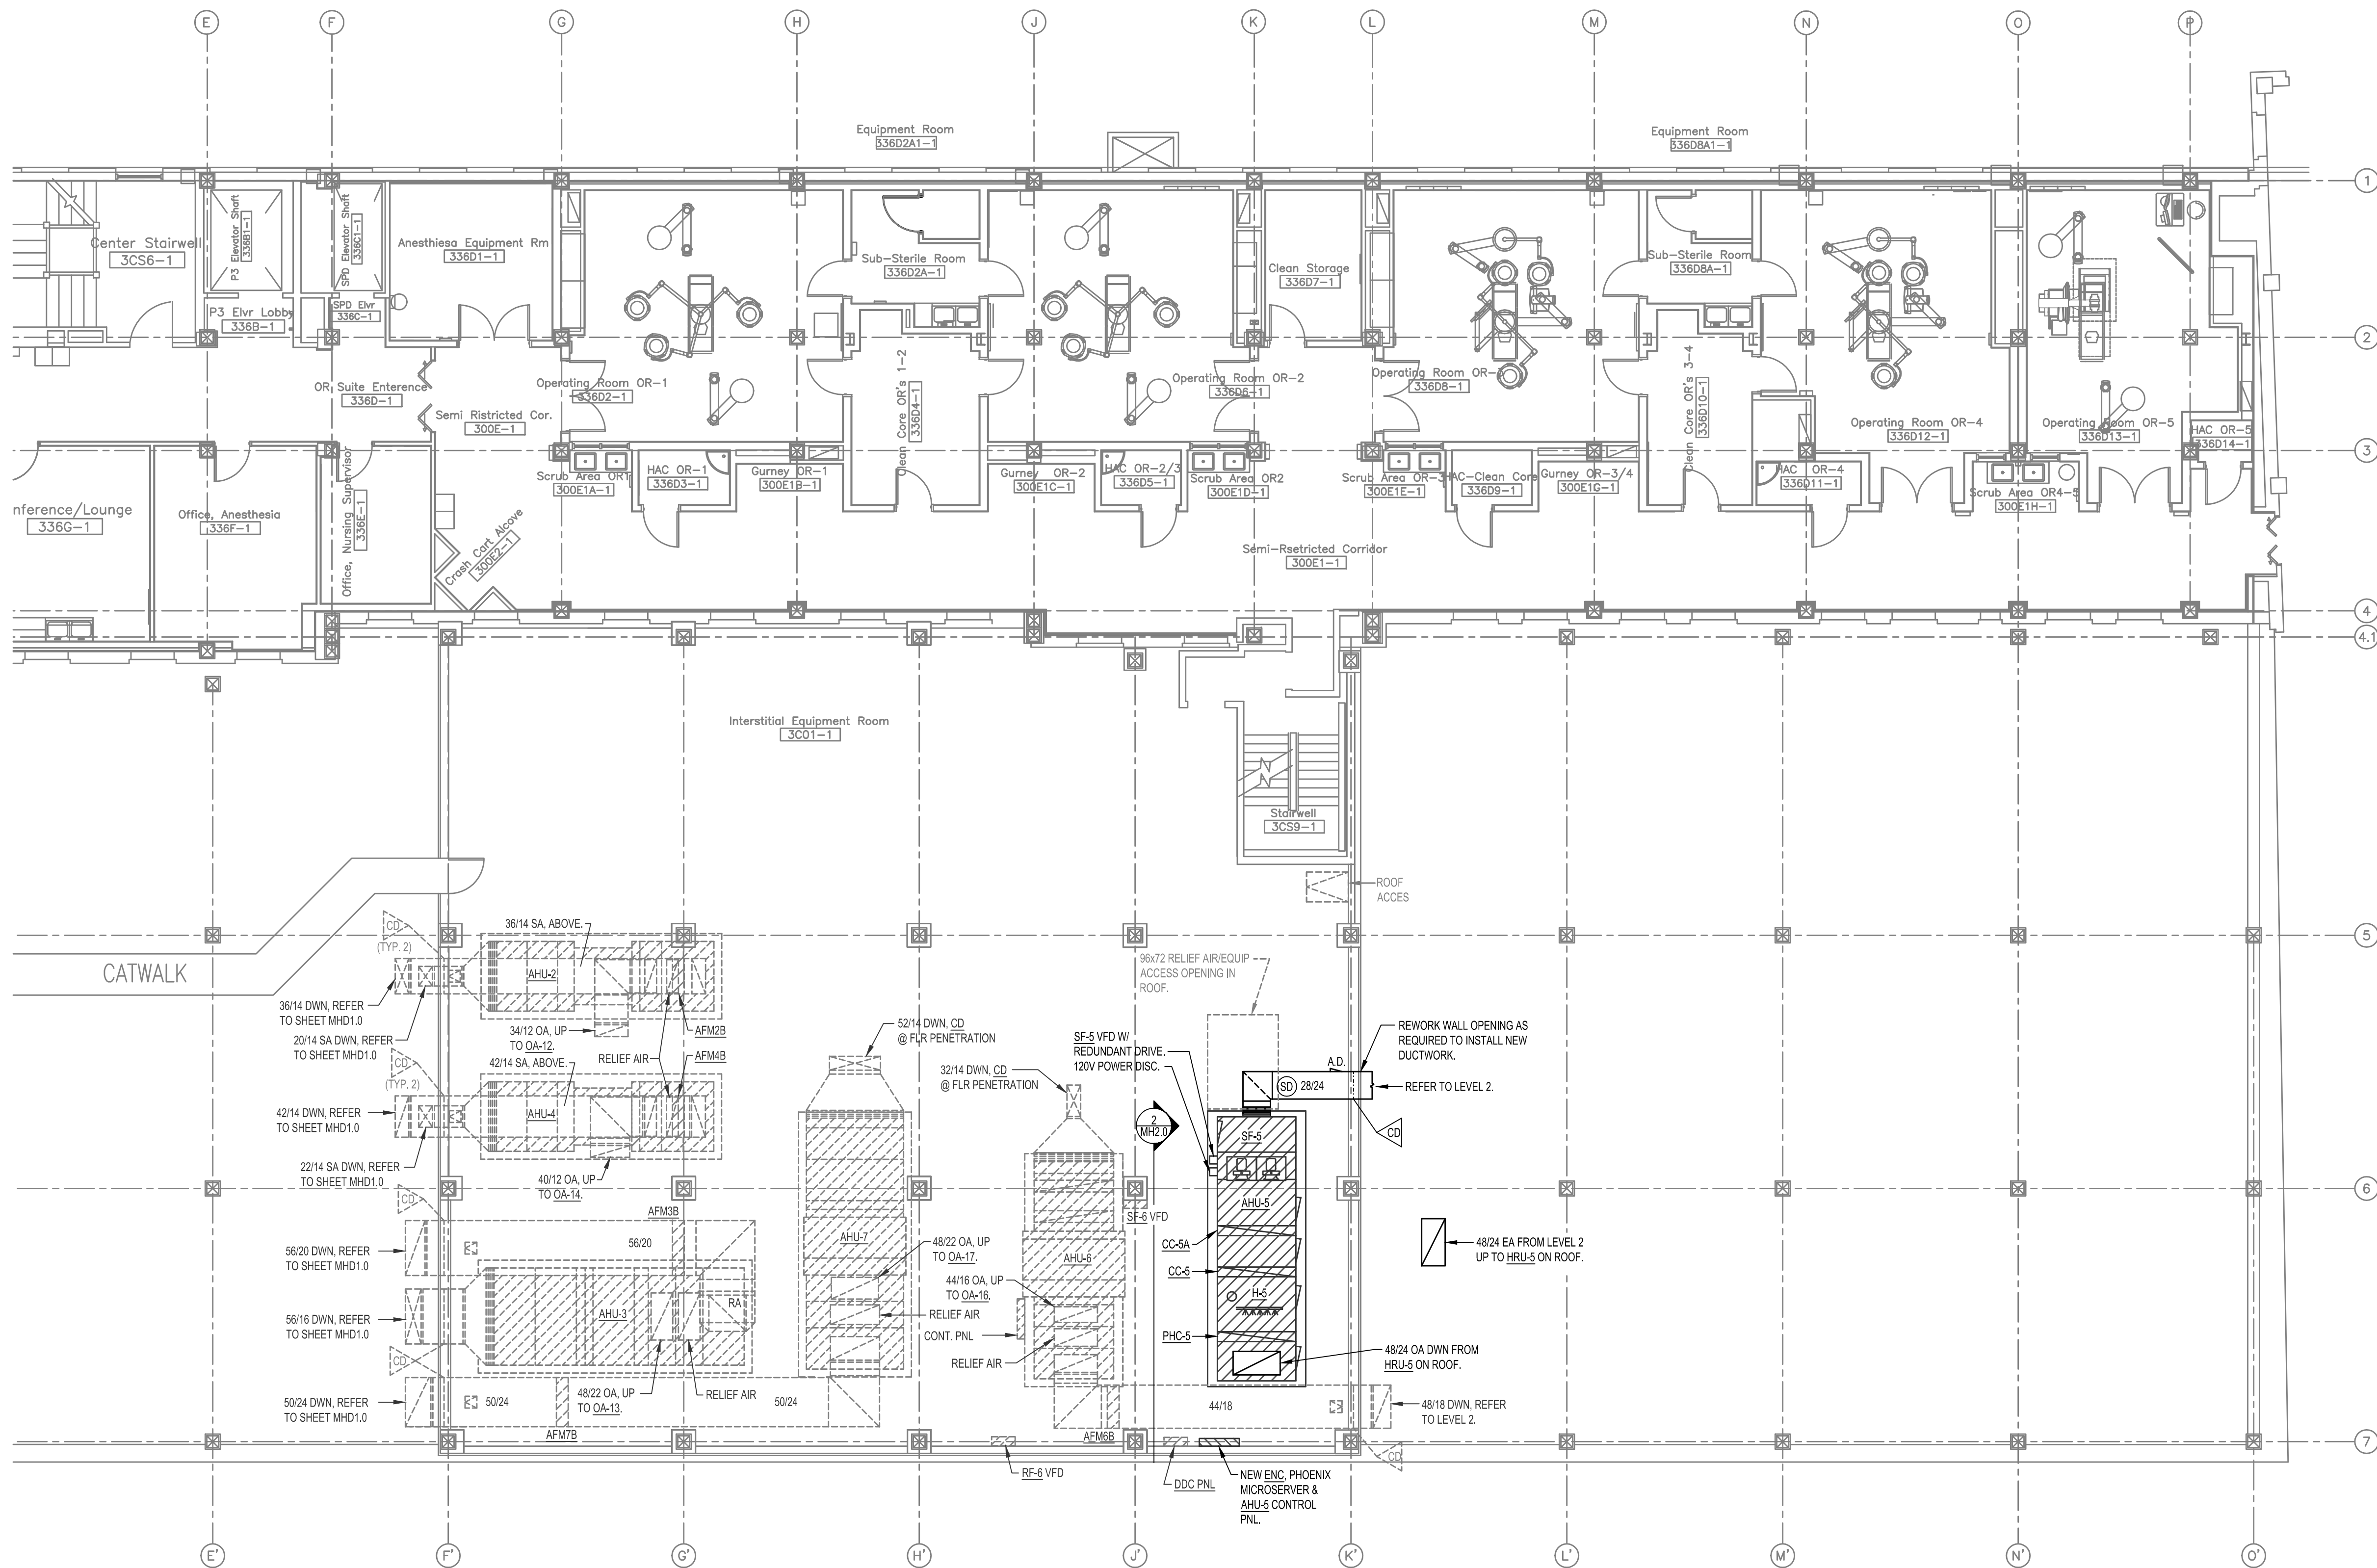 E
F
G
H
J
K
L
M
N
O
P
Equipment Room
336D2A1-1
Equipment Room
336D8A1-1
1
Center Stairwell
3CS6-1
P3 Elevator Shaft
336B1-1
SPD Elevator Shaft
336C1-1
Anesthiesa Equipment Rm
336D1-1
Sub-Sterile Room
336D2A-1
Clean Storage
336D7-1
Sub-Sterile Room
336D8A-1
P3 Elvr Lobby
336B-1
SPD Elvr
336C-1
2
OR Suite Enterence
336D-1
Semi Ristricted Cor.
300E-1
Operating Room OR-1
336D2-1
Clean Core OR's 1-2
336D4-1
Operating Room OR-2
336D6-1
Operating Room OR-3
336D8-1
Clean Core OR's 3-4
336D10-1
Operating Room OR-4
336D12-1
Operating Room OR-5
336D13-1
HAC OR-5
336D14-1
3
Scrub Area OR1
300E1A-1
HAC OR-1
336D3-1
Gurney OR-1
300E1B-1
Gurney OR-2
300E1C-1
HAC OR-2/3
336D5-1
Scrub Area OR2
300E1D-1
Scrub Area OR-3
300E1E-1
HAC-Clean Core
336D9-1
Gurney OR-3/4
300E1G-1
HAC OR-4
336D11-1
Scrub Area OR4-5
300E1H-1
nference/Lounge
336G-1
Office, Anesthesia
336F-1
Office, Nursing Supervisor
336E-1
Crash Cart Alcove
300E2-1
Semi-Rsetricted Corridor
300E1-1
4
4.1
Interstitial Equipment Room
3C01-1
Stairwell
3CS9-1
ROOF
ACCES
CD
(TYP. 2)
36/14 SA, ABOVE.
5
CATWALK
AHU-2
96x72 RELIEF AIR/EQUIP
ACCESS OPENING IN
ROOF.
36/14 DWN, REFER
TO SHEET MHD1.0
20/14 SA DWN, REFER
TO SHEET MHD1.0
34/12 OA, UP
TO OA-12.
AFM2B
RELIEF AIR
AFM4B
52/14 DWN, CD
@ FLR PENETRATION
SF-5 VFD W/
REDUNDANT DRIVE.
120V POWER DISC.
REWORK WALL OPENING AS
REQUIRED TO INSTALL NEW
DUCTWORK.
CD
(TYP. 2)
42/14 SA, ABOVE.
32/14 DWN, CD
@ FLR PENETRATION
A.D.
SD
28/24
REFER TO LEVEL 2.
42/14 DWN, REFER
TO SHEET MHD1.0
AHU-4
2
MH2.0
CD
SF-5
22/14 SA DWN, REFER
TO SHEET MHD1.0
40/12 OA, UP
TO OA-14.
6
CD
AFM3B
SF-6 VFD
AHU-5
56/20 DWN, REFER
TO SHEET MHD1.0
56/20
AHU-7
48/22 OA, UP
TO OA-17.
AHU-6
CC-5A
CC-5
48/24 EA FROM LEVEL 2
UP TO HRU-5 ON ROOF.
44/16 OA, UP
TO OA-16.
H-5
56/16 DWN, REFER
TO SHEET MHD1.0
AHU-3
RA
RELIEF AIR
CONT. PNL
PHC-5
RELIEF AIR
48/24 OA DWN FROM
HRU-5 ON ROOF.
CD
50/24 DWN, REFER
TO SHEET MHD1.0
50/24
48/22 OA, UP
TO OA-13.
RELIEF AIR
50/24
44/18
48/18 DWN, REFER
TO LEVEL 2.
AFM7B
AFM6B
7
CD
RF-6 VFD
DDC PNL
NEW ENC, PHOENIX
MICROSERVER &
AHU-5 CONTROL
PNL.
E'
F'
G'
H'
J'
K'
L'
M'
N'
O'